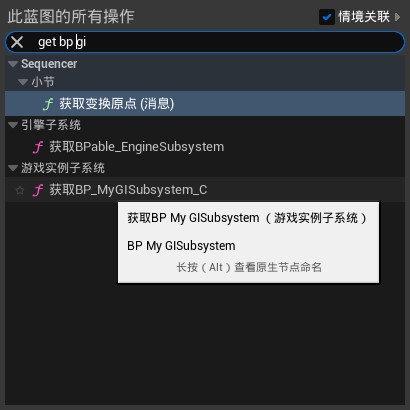 此蓝图的所有操作
情境关联
get bp gi
Sequencer
小节
获取变换原点 (消息)
引擎子系统
获取BPable_EngineSubsystem
游戏实例子系统
获取BP_MyGISubsystem_C
获取BP My GISubsystem （游戏实例子系统）
BP My GISubsystem
长按（Alt）查看原生节点命名